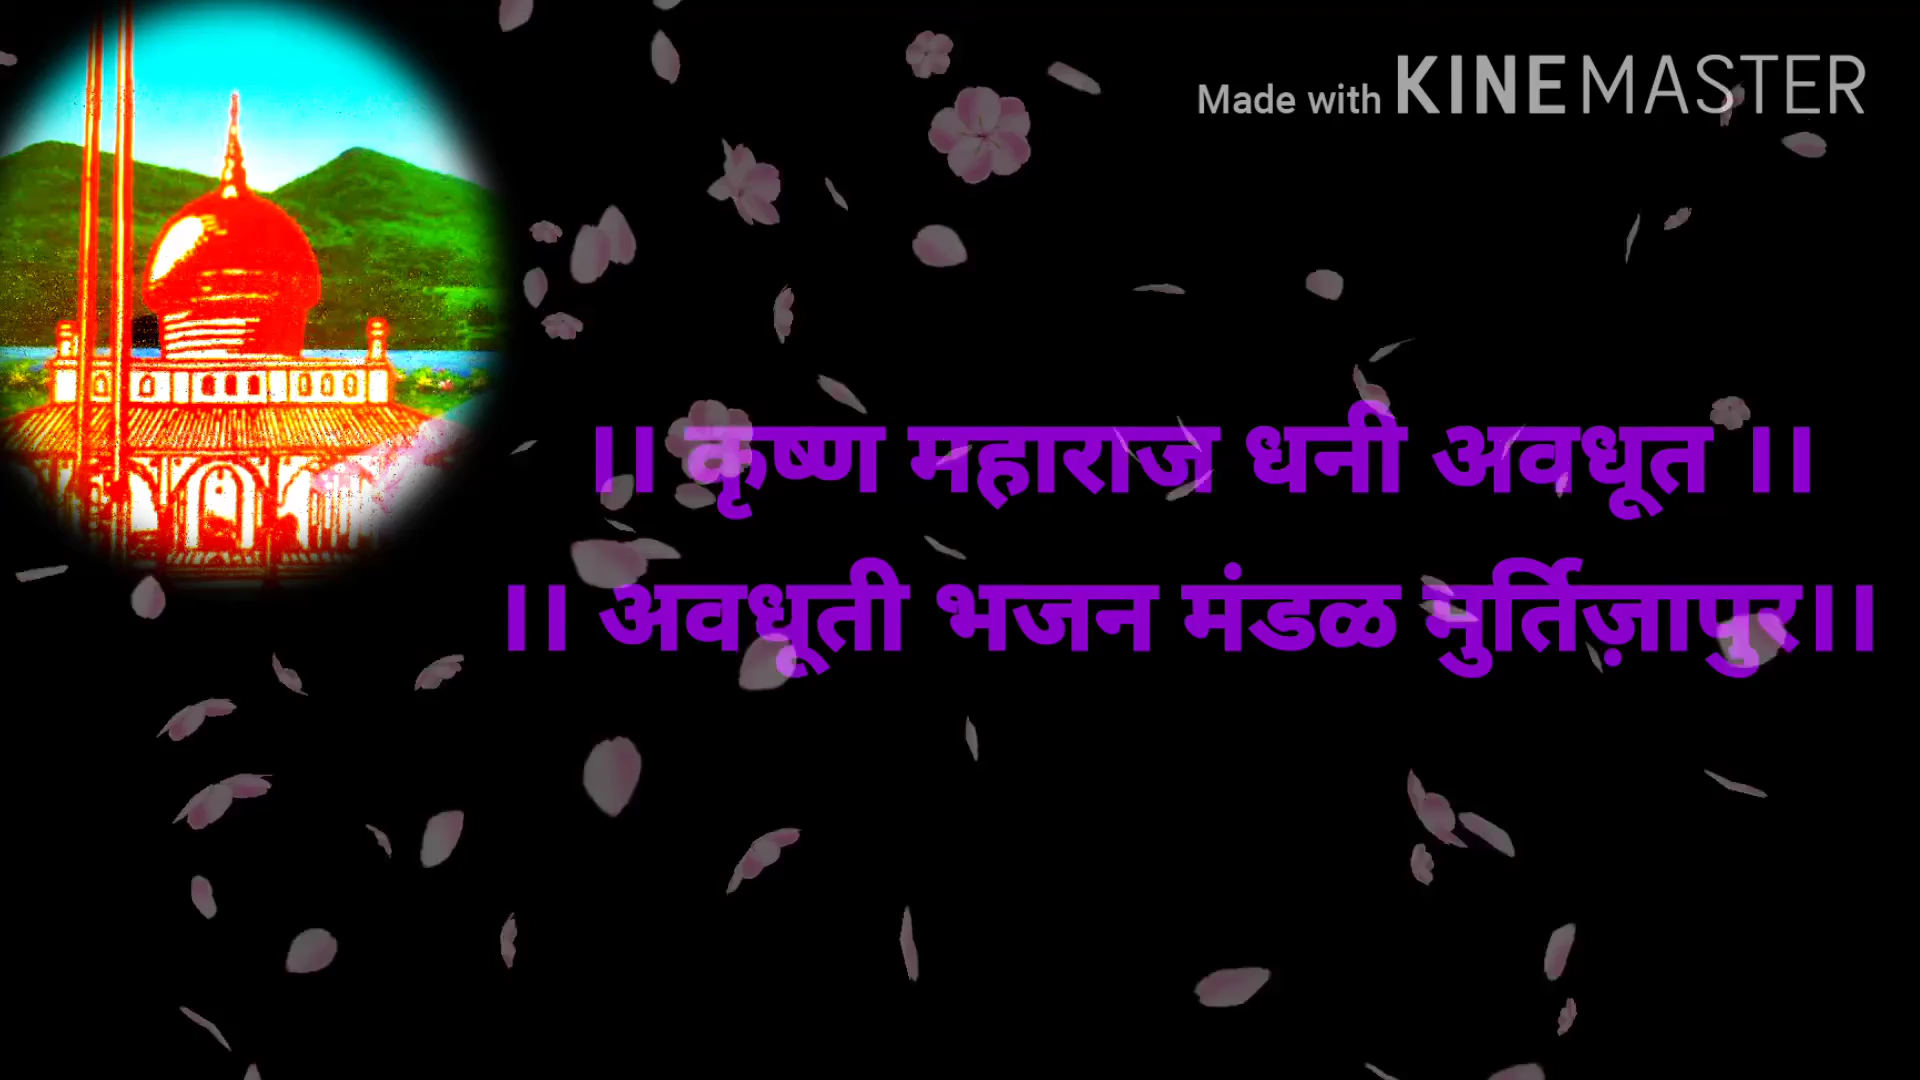 Made with KINEMASTER
।। कृष्ण महाराज धनी अवधूत ।।
।। अवधूती भजन मंडळ मुर्तिज़ापुर।।